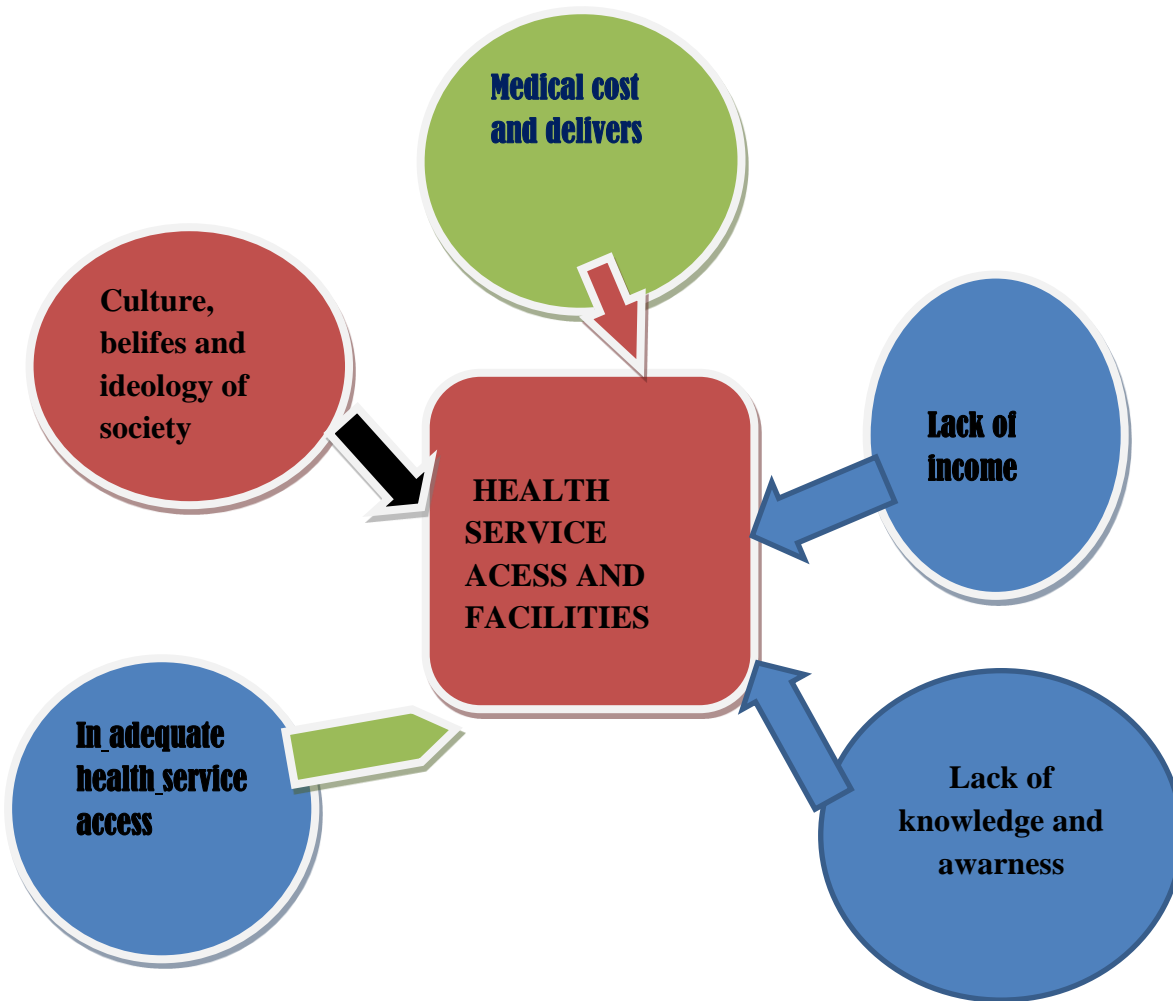 Medical cost
and delivers
Culture,
belifes and
ideology of
society
Lack of
income
HEALTH
SERVICE
ACESS AND
FACILITIES
In_adequate
health_service
access
Lack of
knowledge and
awarness